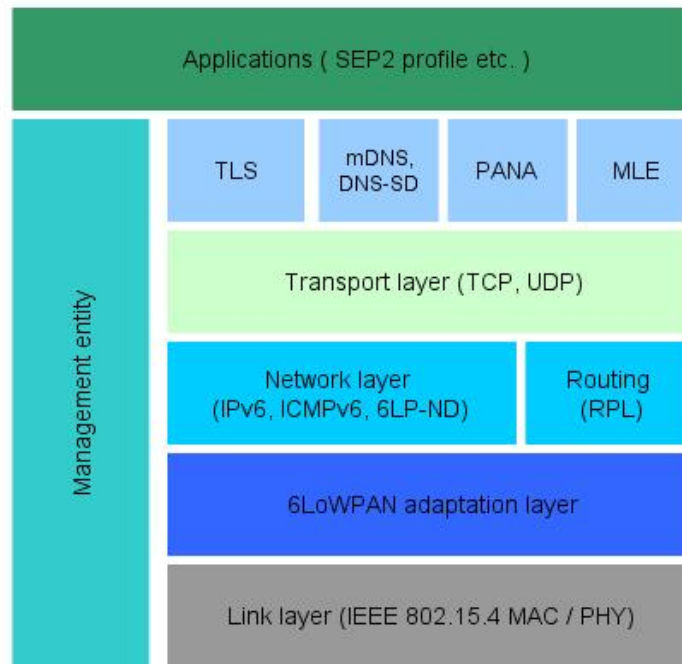 Applications ( SEP2 profile etc. )
Management entity
TLS
mDNS,
DNS-SD
PANA
MLE
Transport layer (TCP, UDP)
Network layer
(IPv6, ICMPv6, 6LP-ND)
Routing
(RPL)
6LoWPAN adaptation layer
Link layer (IEEE 802.15.4 MAC / PHY)